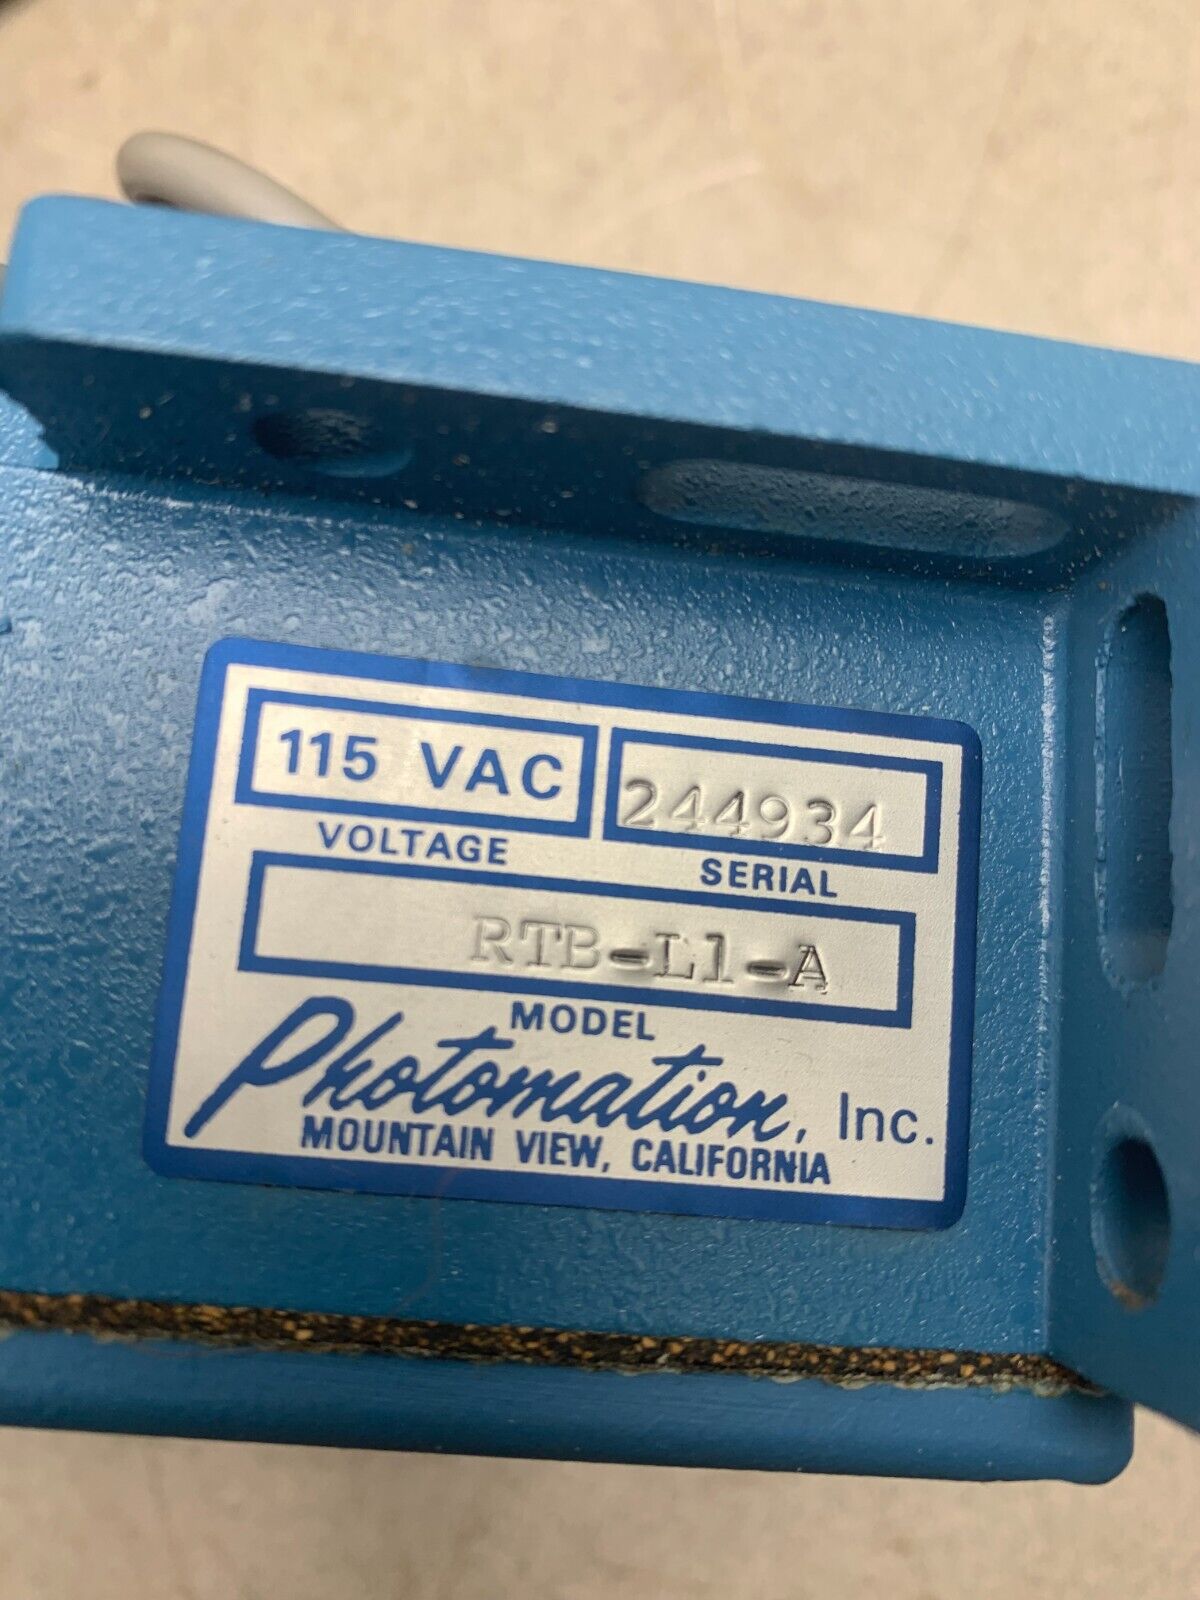 115 VAC 244934
VOLTAGE SERIAL
RTB-L1-A
MODEL
Photomation, Inc.
MOUNTAIN VIEW, CALIFORNIA